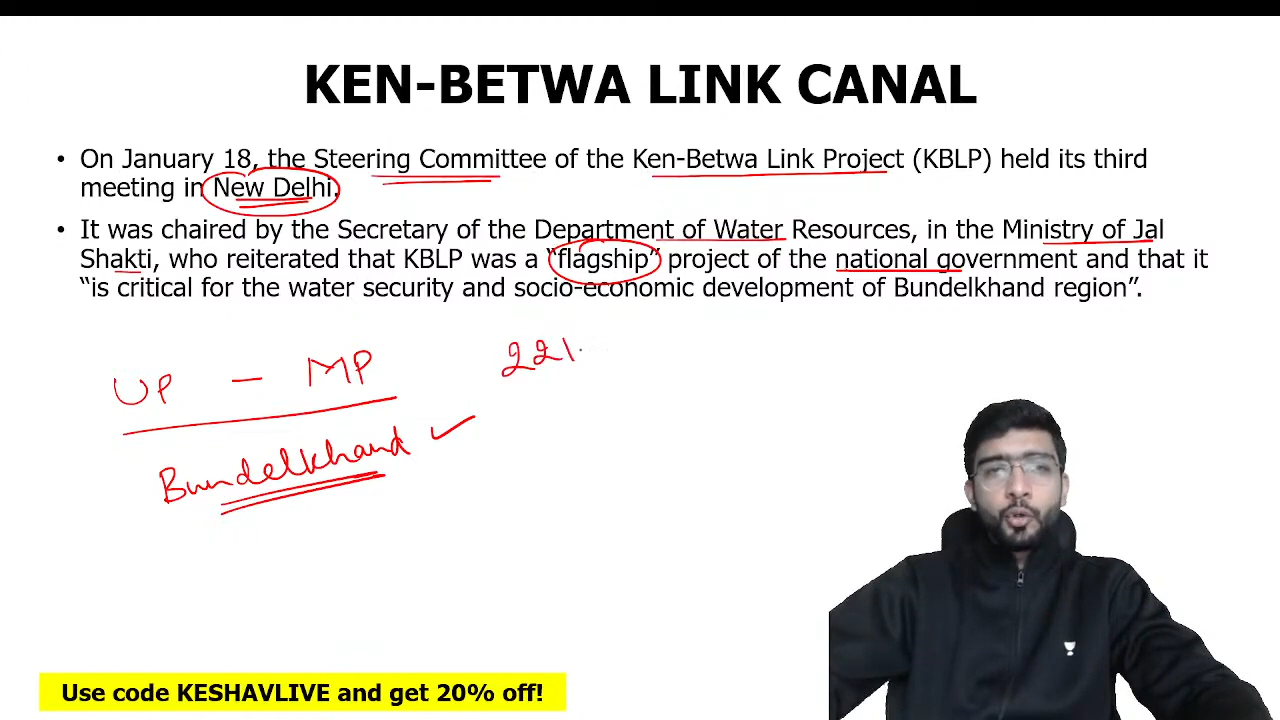 KEN-BETWA LINK CANAL
• On January 18, the Steering Committee of the Ken-Betwa Link Project (KBLP) held its third
meeting in New Delhi.
• It was chaired by the Secretary of the Department of Water Resources, in the Ministry of Jal
Shakti, who reiterated that KBLP was a “flagship” project of the national government and that it
“is critical for the water security and socio-economic development of Bundelkhand region”.
UP - MP
221
Bundelkhand
Use code KESHAVLIVE and get 20% off!